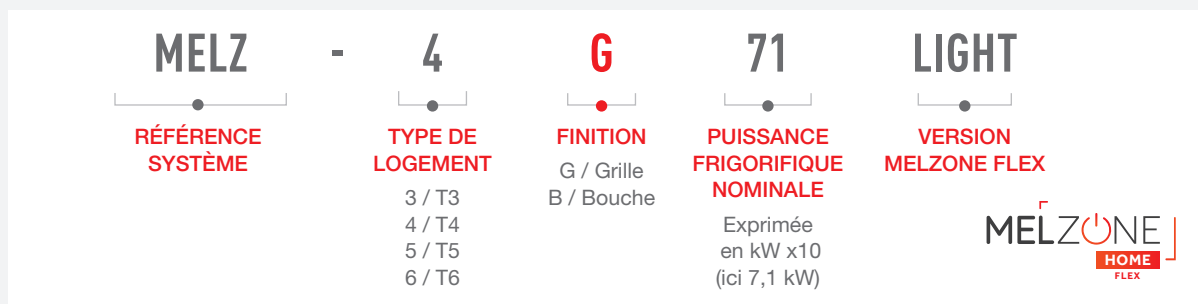 MELZ - 4 G 71 LIGHT
RÉFÉRENCE
SYSTÈME
TYPE DE
LOGEMENT
3 / T3
4 / T4
5 / T5
6 / T6
FINITION
G / Grille
B / Bouche
PUISSANCE
FRIGORIFIQUE
NOMINALE
Exprimée
en kW x10
(ici 7,1 kW)
VERSION
MELZONE FLEX
MELZONE
HOME
FLEX